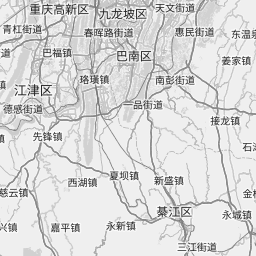 重庆高新区
九龙坡区
天文街道
青杠街道
春晖路街道
惠民街道
巴福镇
巴南区
东温泉
姜家镇
珞璜镇
南彭街道
江津区
德感街道
一品街道
接龙镇
先锋镇
石
夏坝镇
西湖镇
新盛镇
慈云镇
金
綦江区
永城镇
兴镇
嘉平镇
永新镇
三江街道